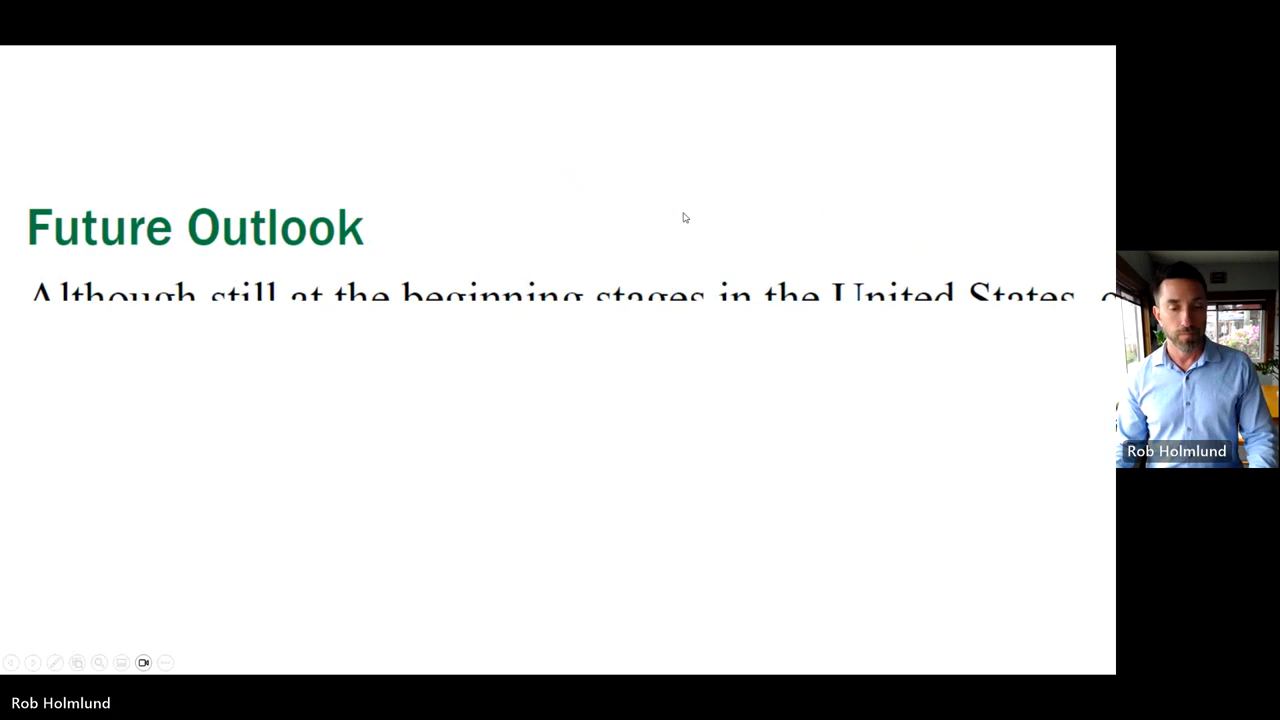 Future Outlook
Although still at the beginning stages in the United States,
Rob Holmlund
Rob Holmlund